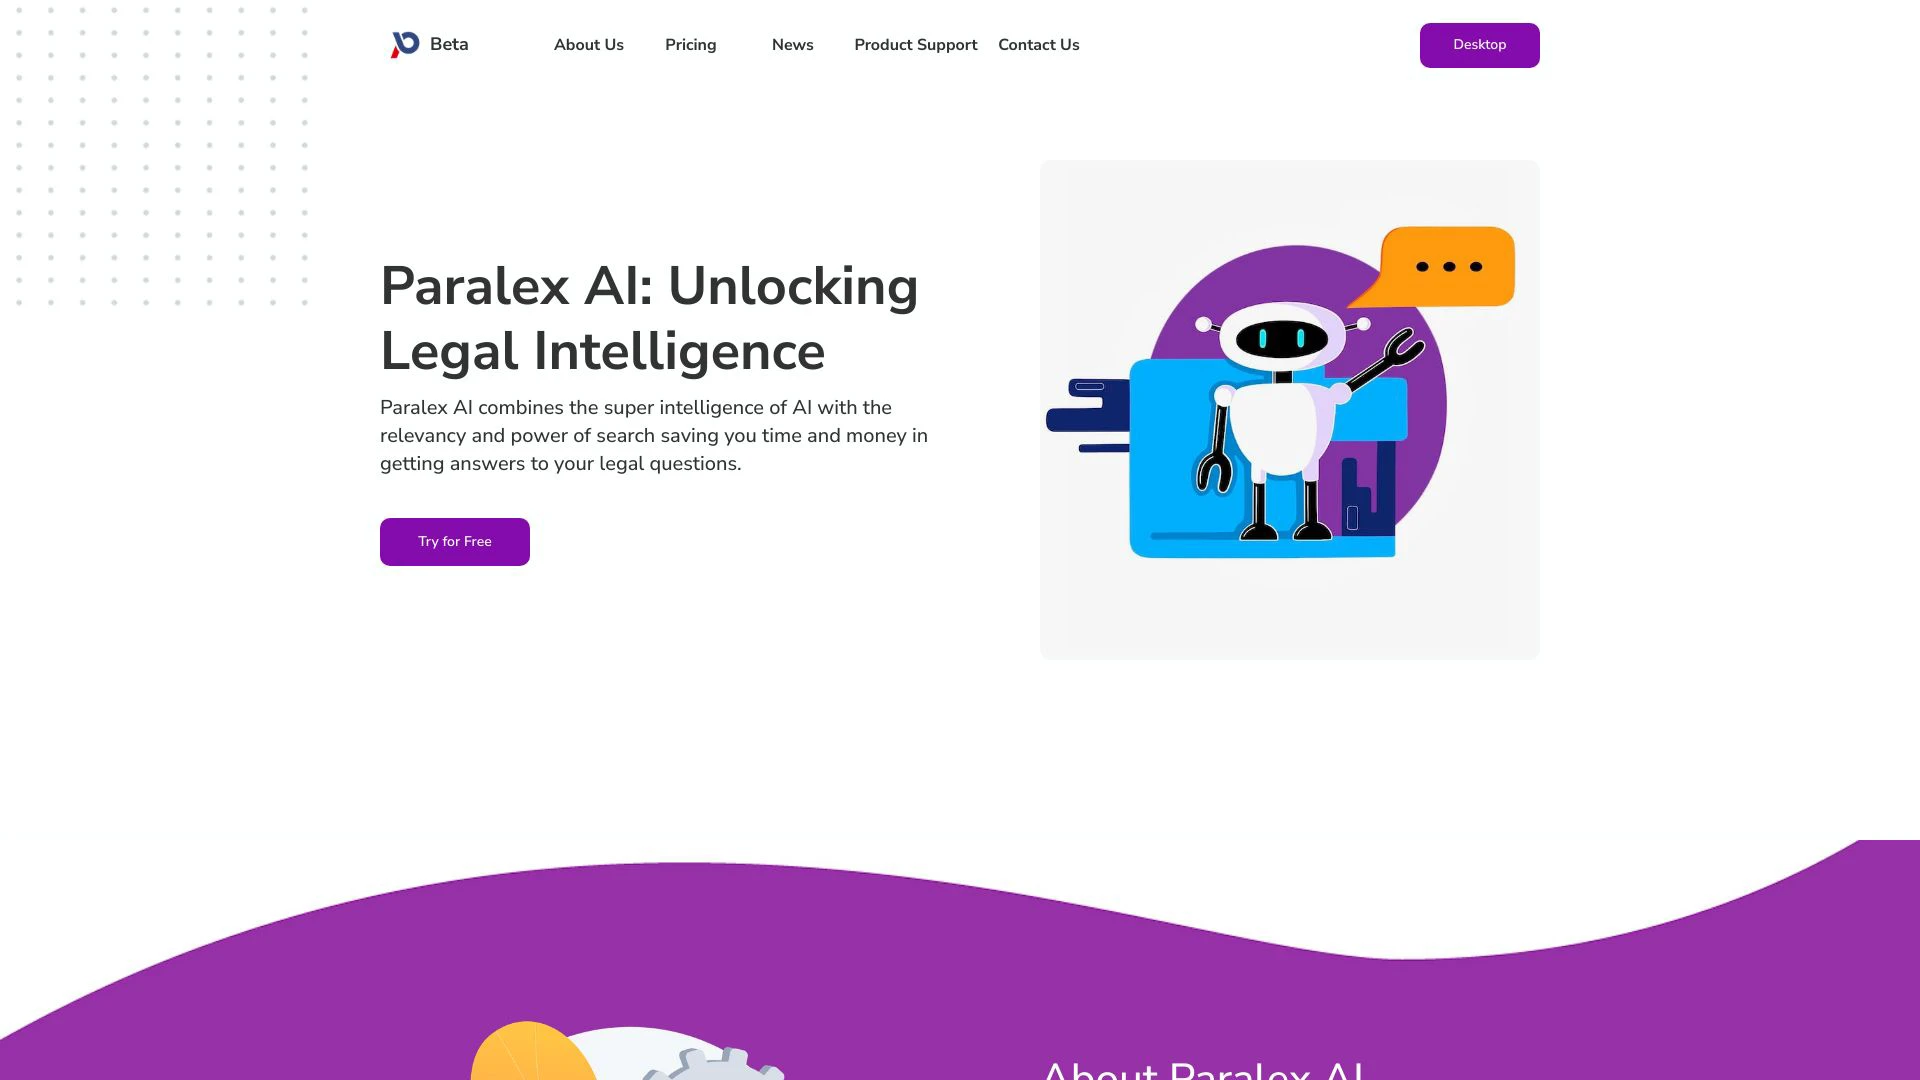 Beta
About Us
Pricing
News
Product Support
Contact Us
Desktop
Paralex AI: Unlocking
Legal Intelligence
Paralex AI combines the super intelligence of AI with the
relevancy and power of search saving you time and money in
getting answers to your legal questions.
Try for Free
About Paralex AI